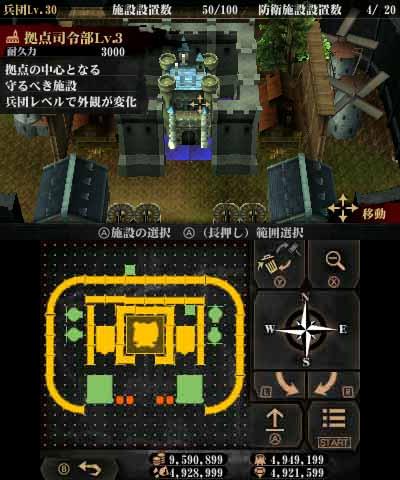 兵団Lv.30 施設設置数 50/100 防衛施設設置数 4/20
拠点司令部Lv.3
耐久力 3000
拠点の中心となる
守るべき施設
兵団レベルで外観が変化
移動
Ⓐ施設の選択 Ⓐ(長押し)範囲選択
Ⓨ Ⓧ
N
W E
S
L R
Ⓐ START
Ⓑ
9,590,899 4,949,199
4,928,999 4,921,599